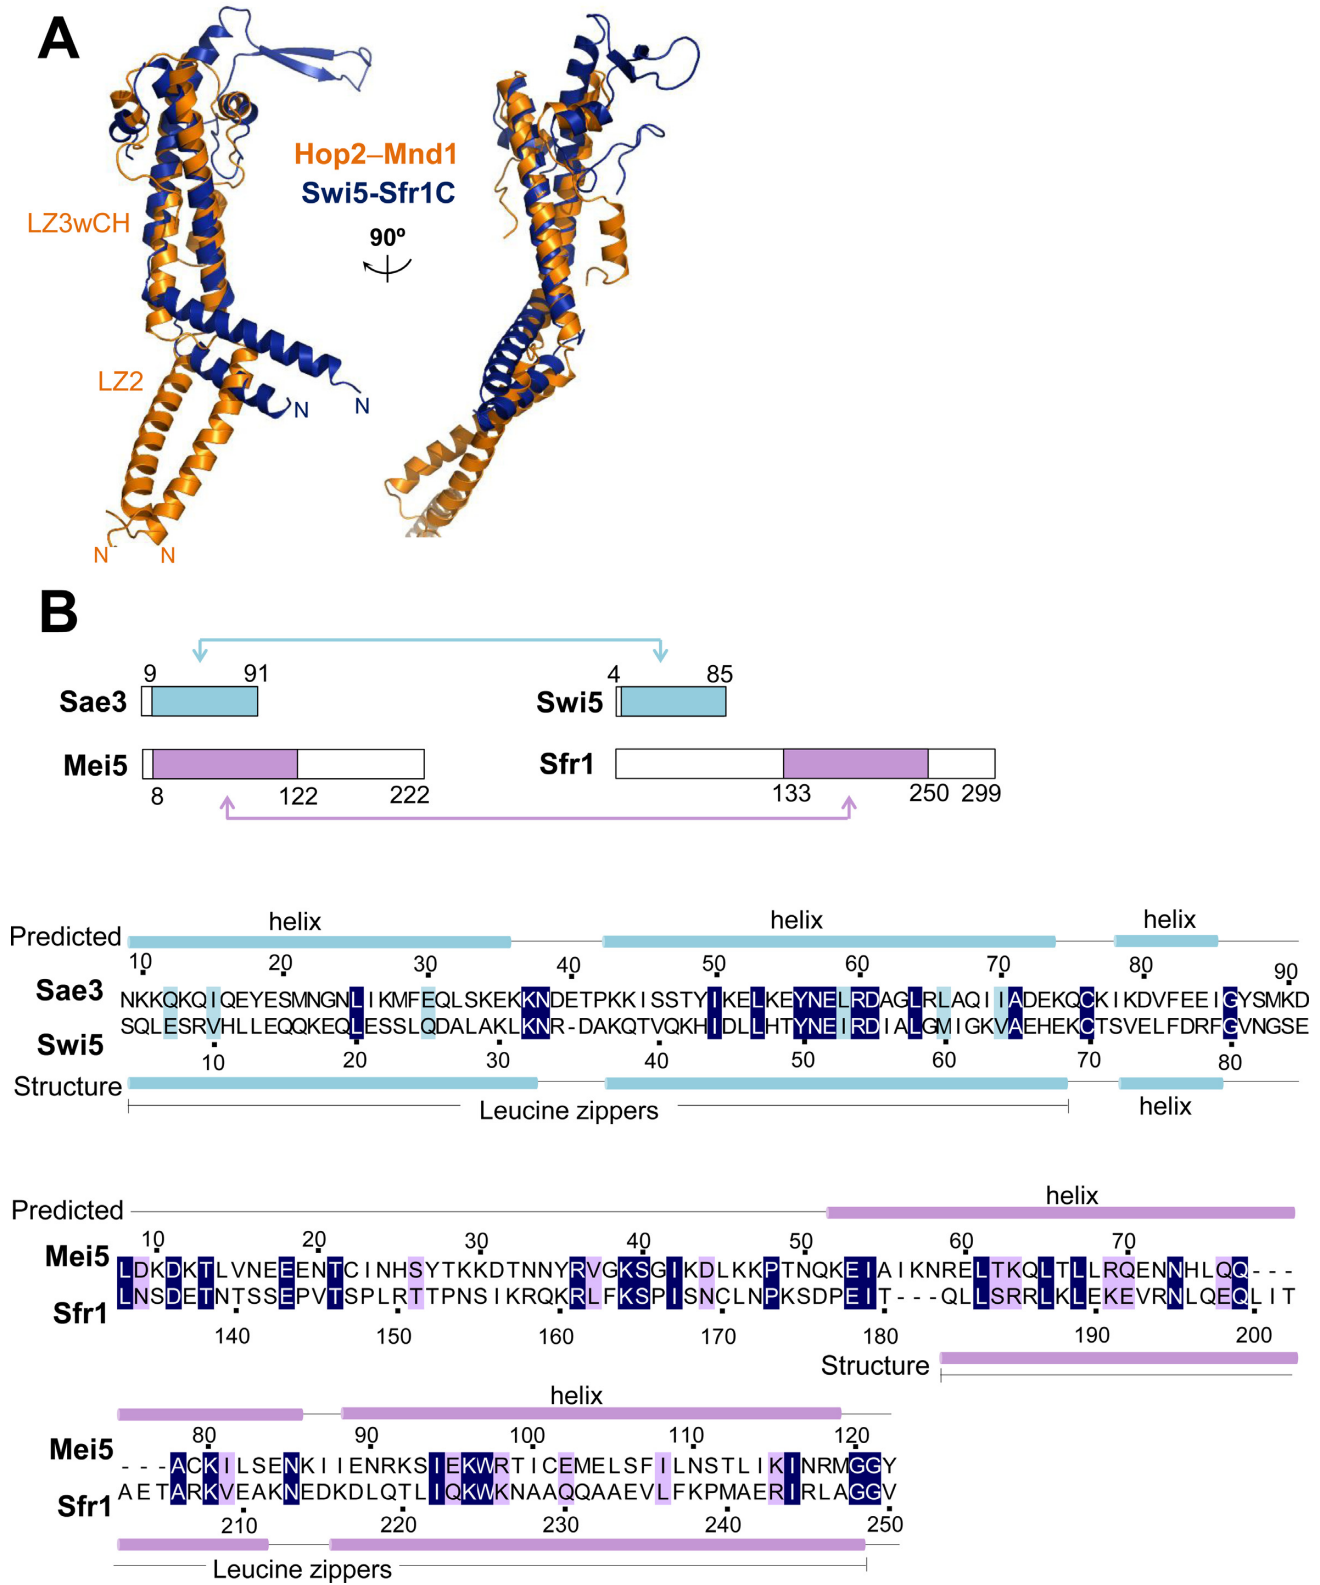 A
Hop2–Mnd1
Swi5-Sfr1C
90º
LZ3wCH
LZ2
N
N
N
N
B
9 91
Sae3
4 85
Swi5
Mei5
8 122 222
Sfr1
133 250 299
Predicted helix helix helix
10 20 30 40 50 60 70 80 90
Sae3 NKKQKQIQEYESMNGNLIKMFEQLSKEKKNDETPKKISSTYIKELKEYNELRDAGLRLAQIIADEKQCKIKDVFEEIGYSMKD
Swi5 SQLESRVHLLEQQKEQLESSLQDALAKLKNR-DAKQTVQKHIDLLHTYNEIRDIALGMIGKVAEHEKCTSVELFDRFGVNGSE
10 20 30 40 50 60 70 80
Structure
Leucine zippers helix
Predicted helix
10 20 30 40 50 60 70
Mei5 LDKDKTLVNEEENTCINHSYTKKDTNNYRVGKSGIKDLKKPTNQKEIAIKNRELTKQLTLLRQENNHLQQ---
Sfr1 LNSDETNTSSEPVTSPLRTTPNSIKRQKRLFKSPISNCLNPKSDPEIT---QLLSRRLKLEKEVRNLQEQLIT
140 150 160 170 180 190 200
Structure
helix
80 90 100 110 120
Mei5 ---ACKILSENKIIENRKSIEKWRTICEMELSFILNSTLIKINRMGGY
Sfr1 AETARKVEAKNEDKDLQTLIQKWKNAAQQAAEVLFKPMAERIRLAGGV
210 220 230 240 250
Leucine zippers